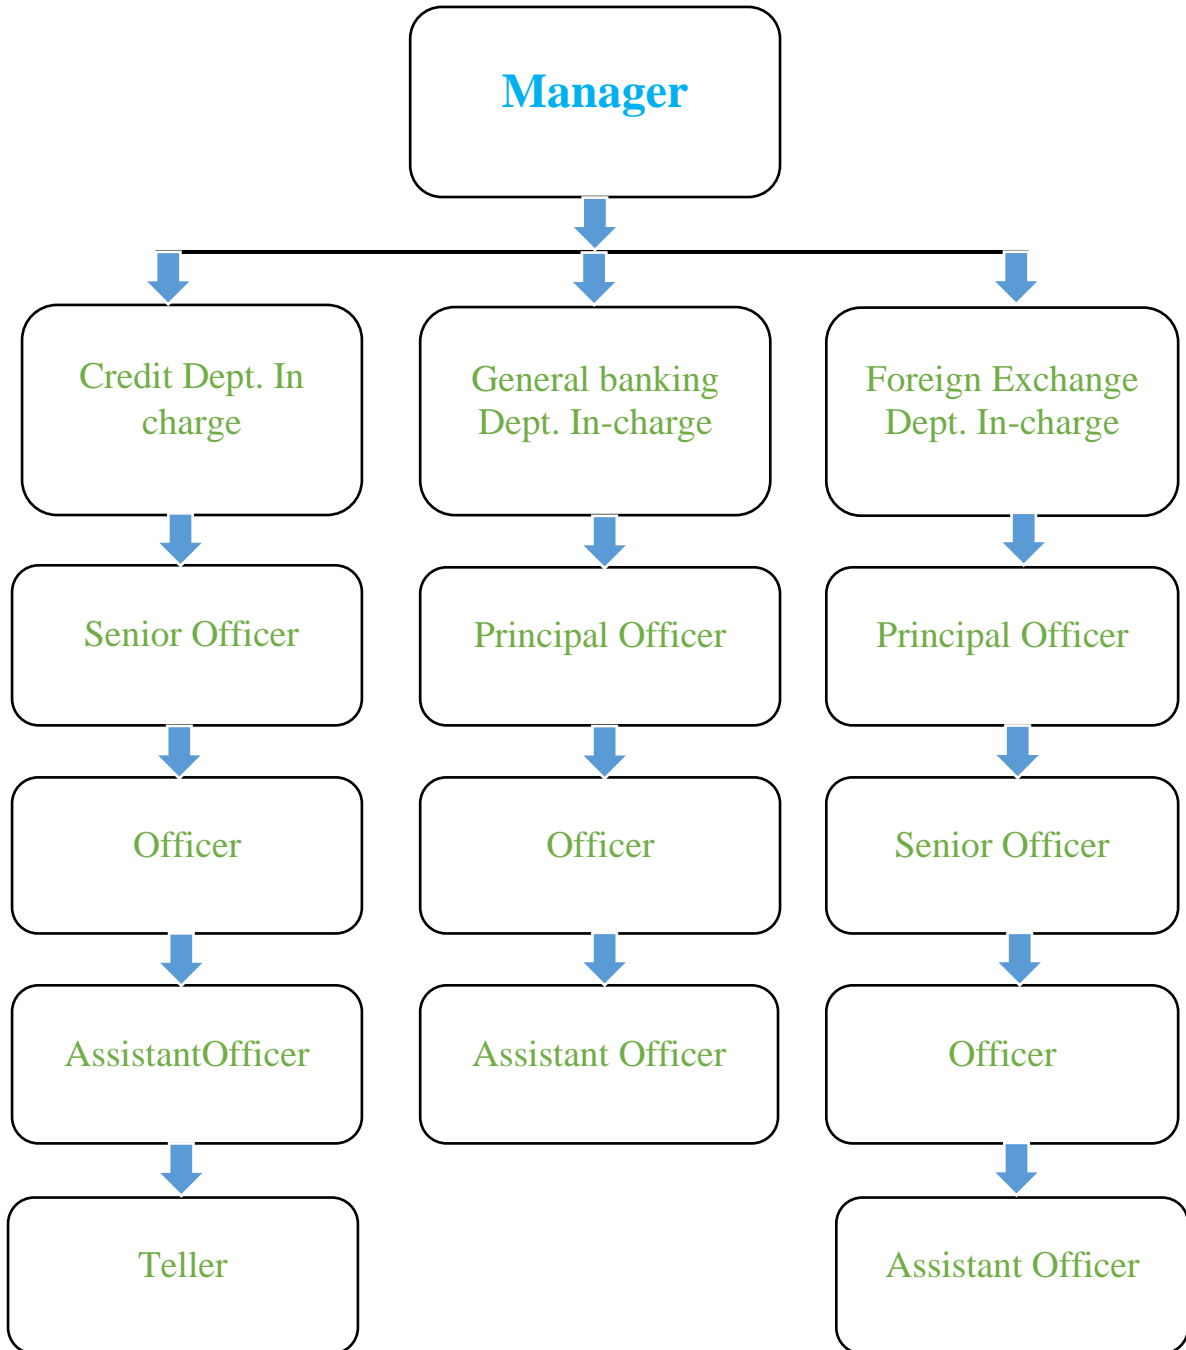 Manager
Credit Dept. In
charge
General banking
Dept. In-charge
Foreign Exchange
Dept. In-charge
Senior Officer
Principal Officer
Principal Officer
Officer
Officer
Senior Officer
AssistantOfficer
Assistant Officer
Officer
Teller
Assistant Officer